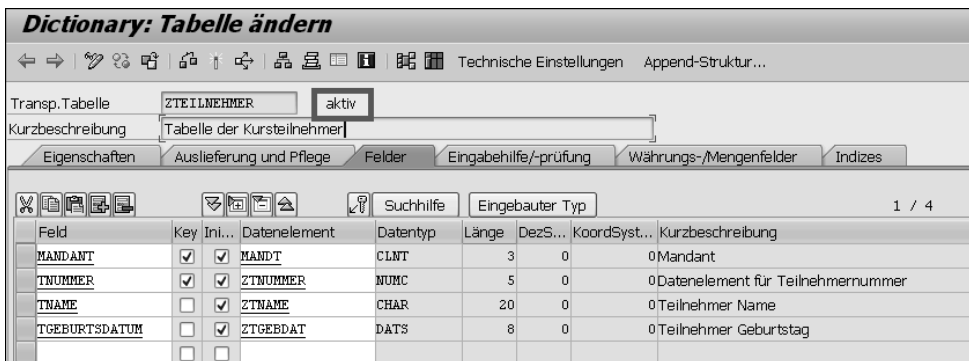 Dictionary: Tabelle ändern
Technische Einstellungen Append-Struktur...
Transp.Tabelle ZTEILNEHMER aktiv
Kurzbeschreibung Tabelle der Kursteilnehmer
Eigenschaften Auslieferung und Pflege Felder Eingabehilfe/-prüfung Währungs-/Mengenfelder Indizes
Suchhilfe Eingebauter Typ 1 / 4
Feld Key Ini... Datenelement Datentyp Länge DezS... KoordSyst... Kurzbeschreibung
MANDANT MANDT CLNT 3 0 0 Mandant
TNUMMER ZTNUMMER NUMC 5 0 0 Datenelement für Teilnehmernummer
TNAME ZTNAME CHAR 20 0 0 Teilnehmer Name
TGEBURTSDATUM ZTGEBDAT DATS 8 0 0 Teilnehmer Geburtstag